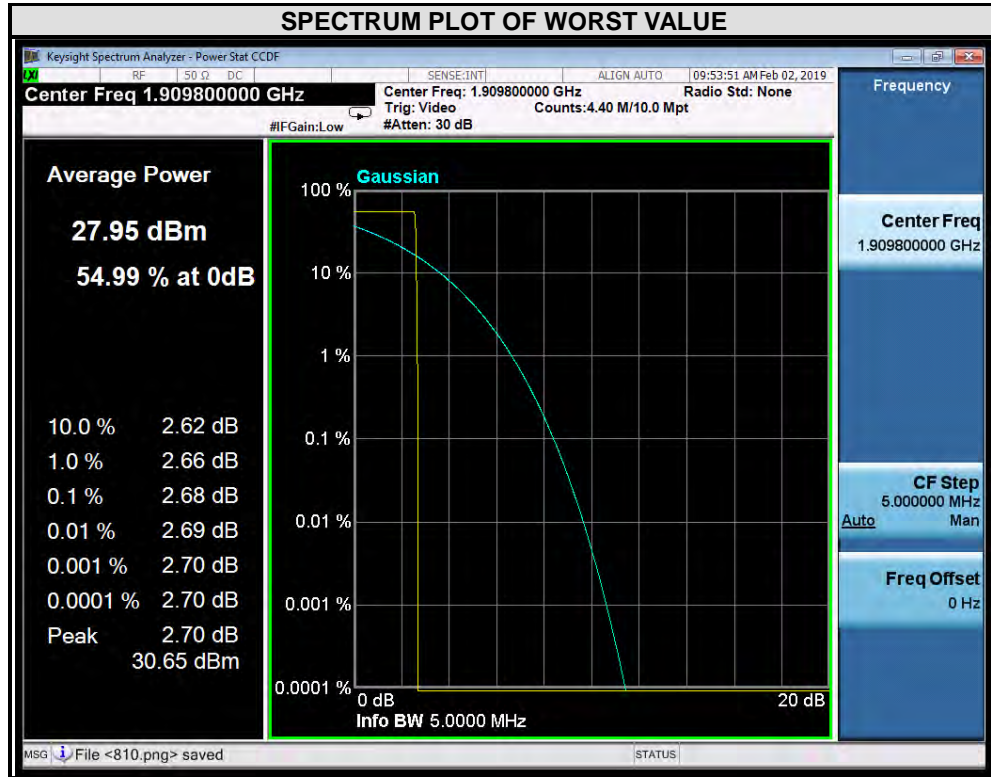 SPECTRUM PLOT OF WORST VALUE
Keysight Spectrum Analyzer - Power Stat CCDF
LXI RF 50 Ω DC SENSE:INT ALIGN AUTO 09:53:51 AM Feb 02, 2019
Center Freq 1.909800000 GHz
Center Freq: 1.909800000 GHz Radio Std: None
Trig: Video Counts:4.40 M/10.0 Mpt
#IFGain:Low #Atten: 30 dB
Average Power
27.95 dBm
54.99 % at 0dB
10.0 % 2.62 dB
1.0 % 2.66 dB
0.1 % 2.68 dB
0.01 % 2.69 dB
0.001 % 2.70 dB
0.0001 % 2.70 dB
Peak 2.70 dB
30.65 dBm
Gaussian
100 %
10 %
1 %
0.1 %
0.01 %
0.001 %
0.0001 %
0 dB 20 dB
Info BW 5.0000 MHz
Frequency
Center Freq
1.909800000 GHz
CF Step
5.000000 MHz
Auto Man
Freq Offset
0 Hz
MSG File <810.png> saved STATUS